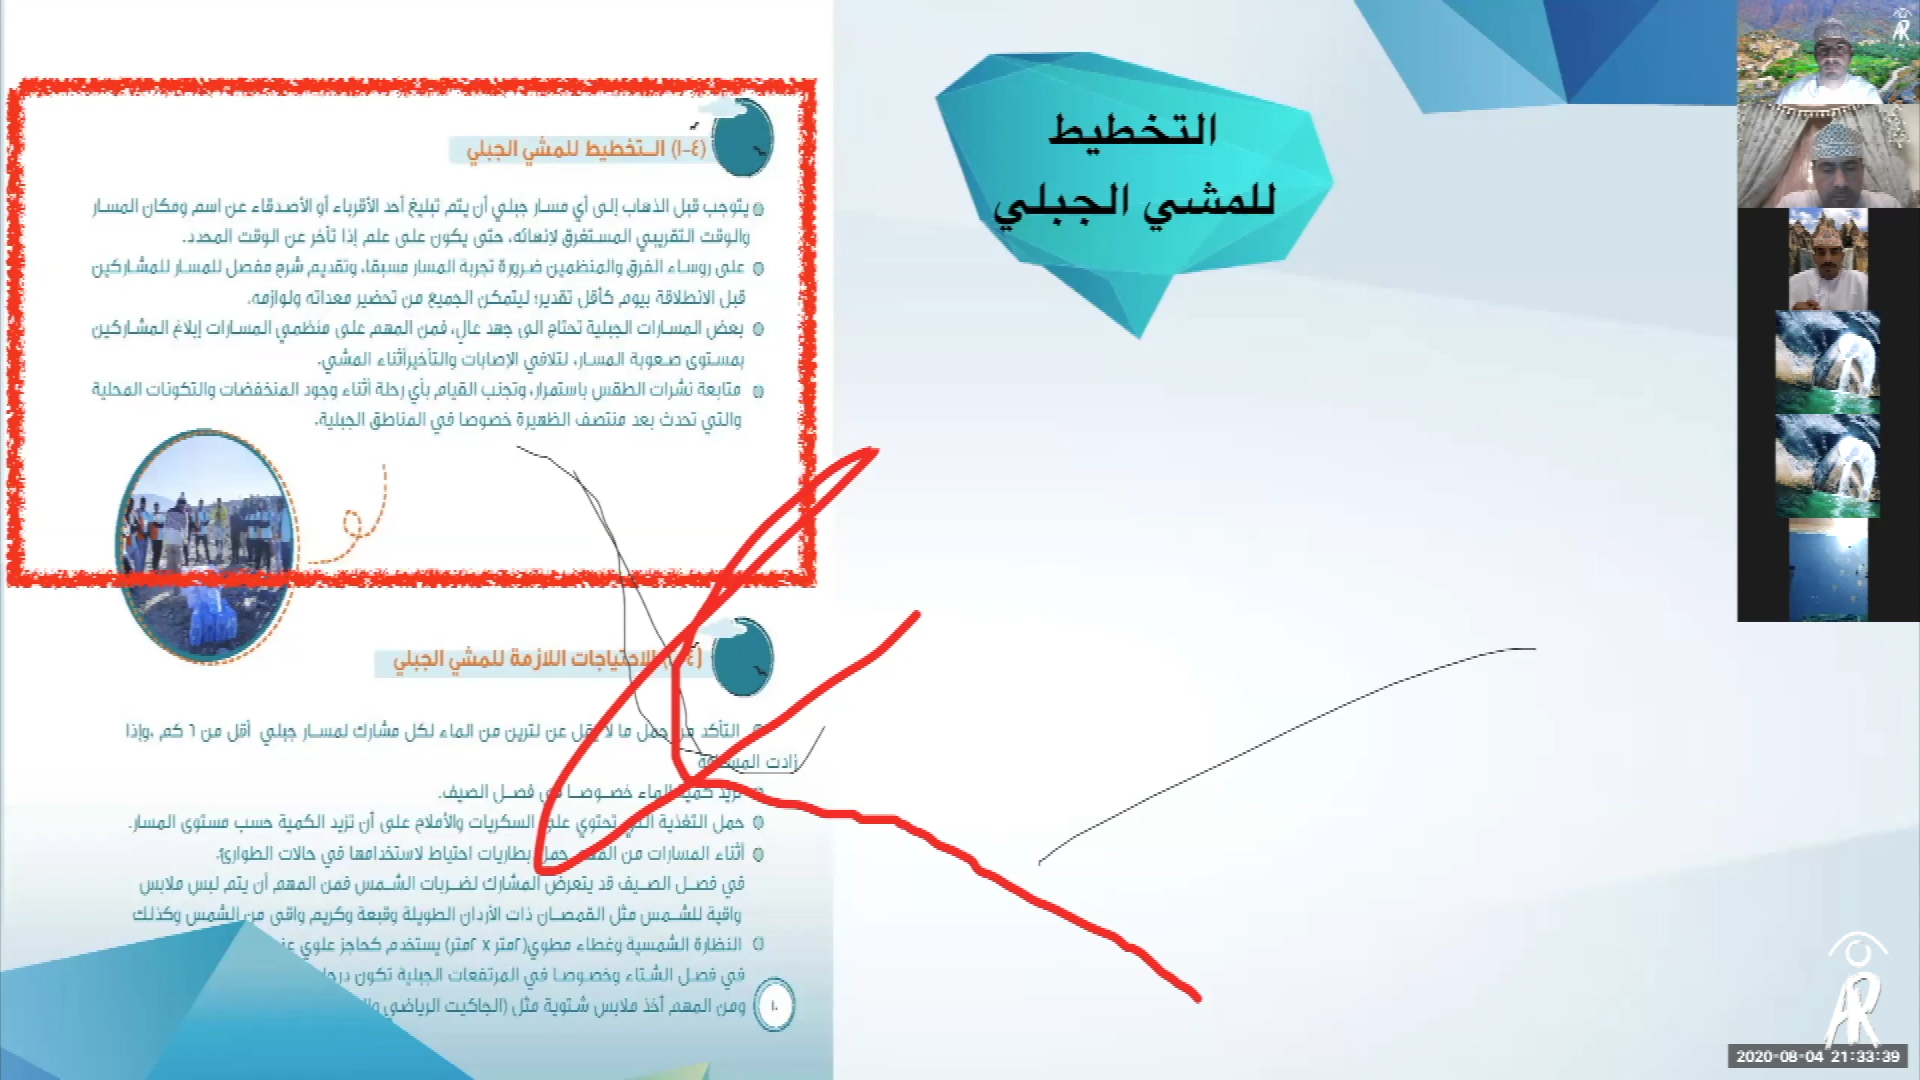 التخطيط
للمشي الجبلي
(٤-١) الـتخطيط للمشي الجبلي
يتوجب قبل الذهاب إلى أي مسار جبلي أن يتم تبليغ أحد الأقرباء أو الأصدقاء عن اسم ومكان المسار
والوقت التقريبي المستغرق لإنهائه، حتى يكون على علم إذا تأخر عن الوقت المحدد.
على روساء الفرق والمنظمين ضرورة تجربة المسار مسبقا، وتقديم شرح مفصل للمسار للمشاركين
قبل الانطلاقة بيوم كأقل تقدير؛ ليتمكن الجميع من تحضير معداته ولوازمه.
بعض المسارات الجبلية تحتاج الى جهد عال، فمن المهم على منظمي المسارات إبلاغ المشاركين
بمستوى صعوبة المسار، لتلافي الإصابات والتأخيرأثناء المشي.
متابعة نشرات الطقس باستمرار، وتجنب القيام بأي رحلة أثناء وجود المنخفضات والتكونات المحلية
والتي تحدث بعد منتصف الظهيرة خصوصا في المناطق الجبلية.
الاحتياجات اللازمة للمشي الجبلي
التأكد من حمل ما لا يقل عن لترين من الماء لكل مشارك لمسار جبلي أقل من ٦ كم ،وإذا
زادت المسافة
تزيد كمية الماء خصوصا في فصل الصيف.
حمل التغذية التي تحتوي على السكريات والأملاح على أن تزيد الكمية حسب مستوى المسار.
أثناء المسارات من المهم حمل بطاريات احتياط لاستخدامها في حالات الطوارئ.
في فصل الصيف قد يتعرض المشارك لضربات الشمس فمن المهم أن يتم لبس ملابس
واقية للشمس مثل القمصان ذات الأردان الطويلة وقبعة وكريم واقي من الشمس وكذلك
النظارة الشمسية وغطاء مطوي(٢متر x ٢متر) يستخدم كحاجز علوي
في فصل الشتاء وخصوصا في المرتفعات الجبلية تكون
ومن المهم أخذ ملابس شتوية مثل (الجاكيت الرياضي
١٠
AR
AR
2020-08-04 21:33:39